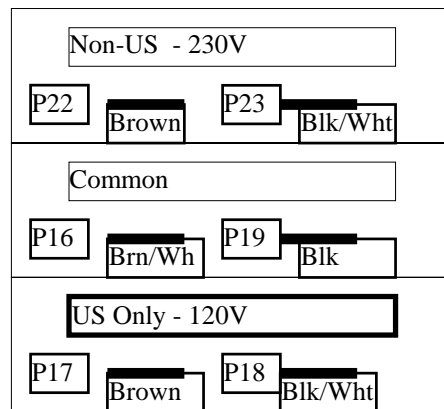 Non-US - 230V
P22 Brown P23 Blk/Wht
Common
P16 Brn/Wh P19 Blk
US Only - 120V
P17 Brown P18 Blk/Wht